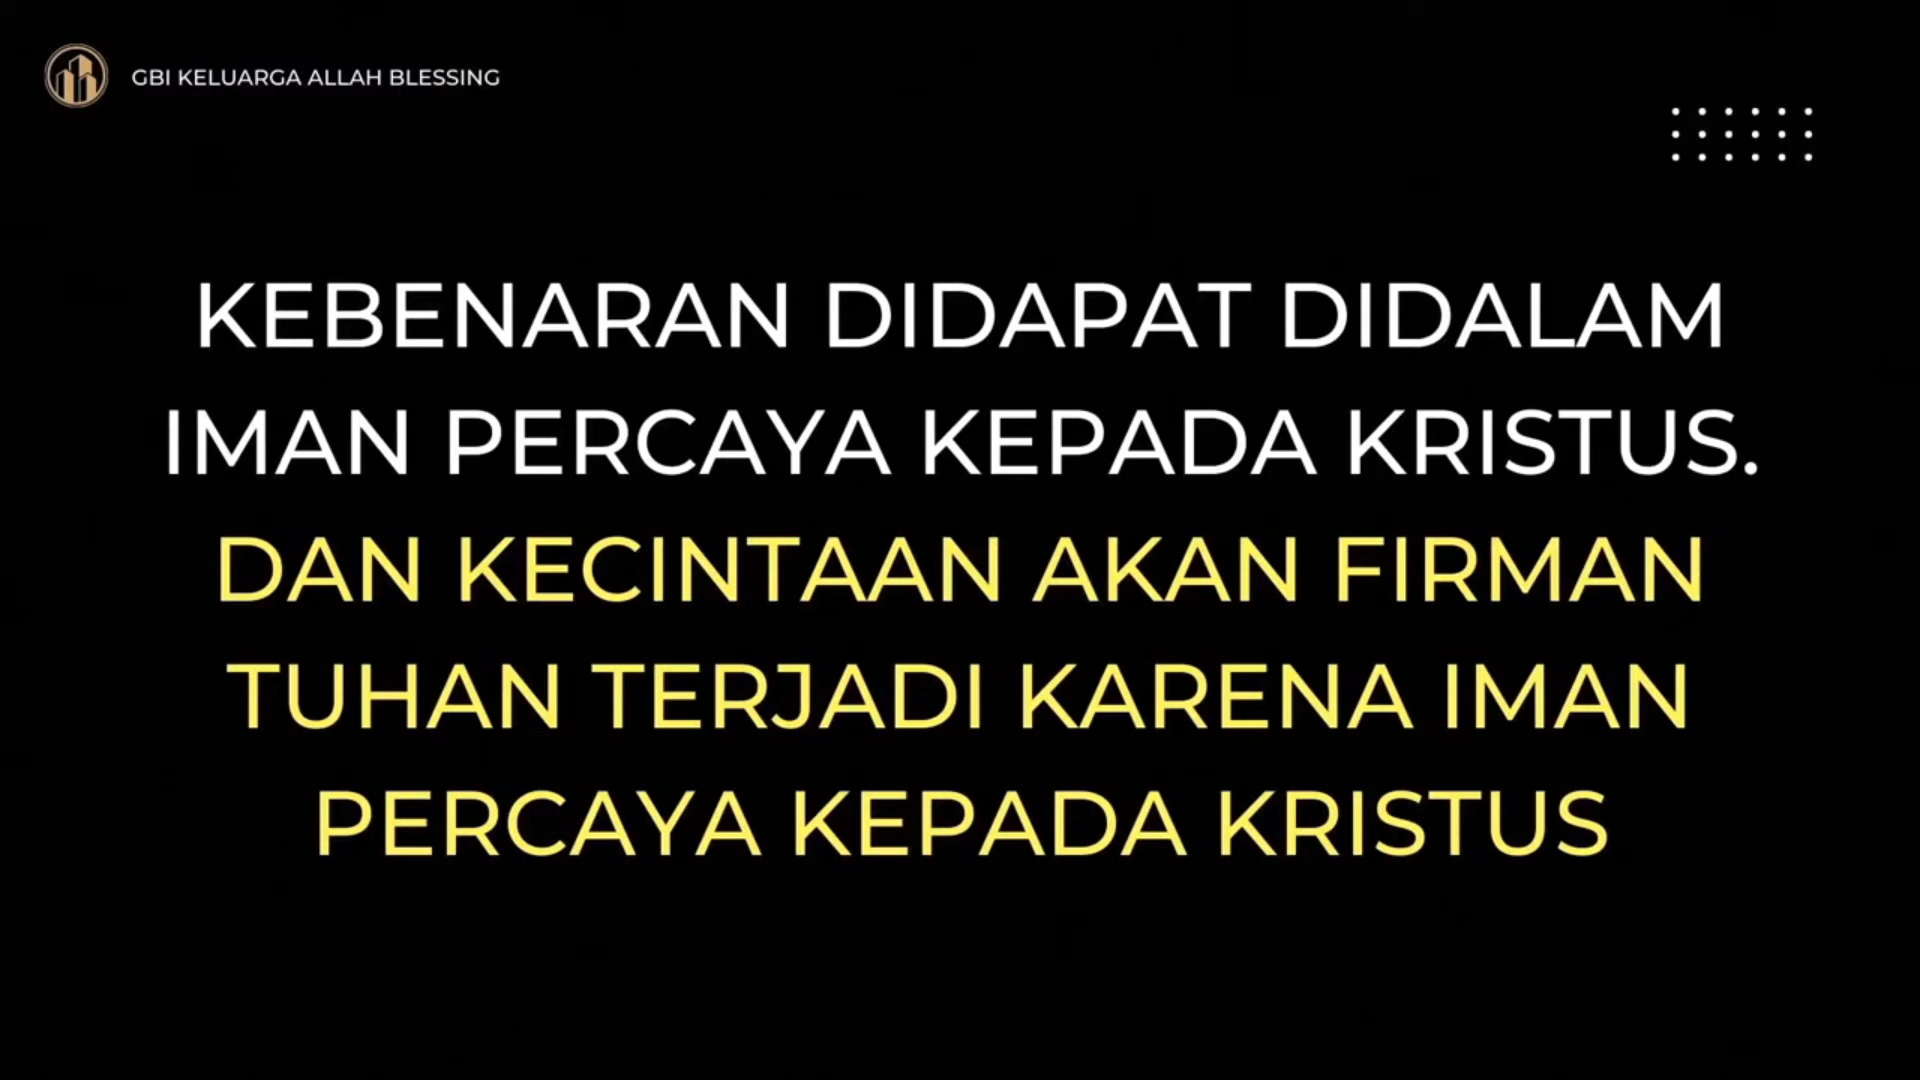 GBI KELUARGA ALLAH BLESSING
KEBENARAN DIDAPAT DIDALAM
IMAN PERCAYA KEPADA KRISTUS.
DAN KECINTAAN AKAN FIRMAN
TUHAN TERJADI KARENA IMAN
PERCAYA KEPADA KRISTUS